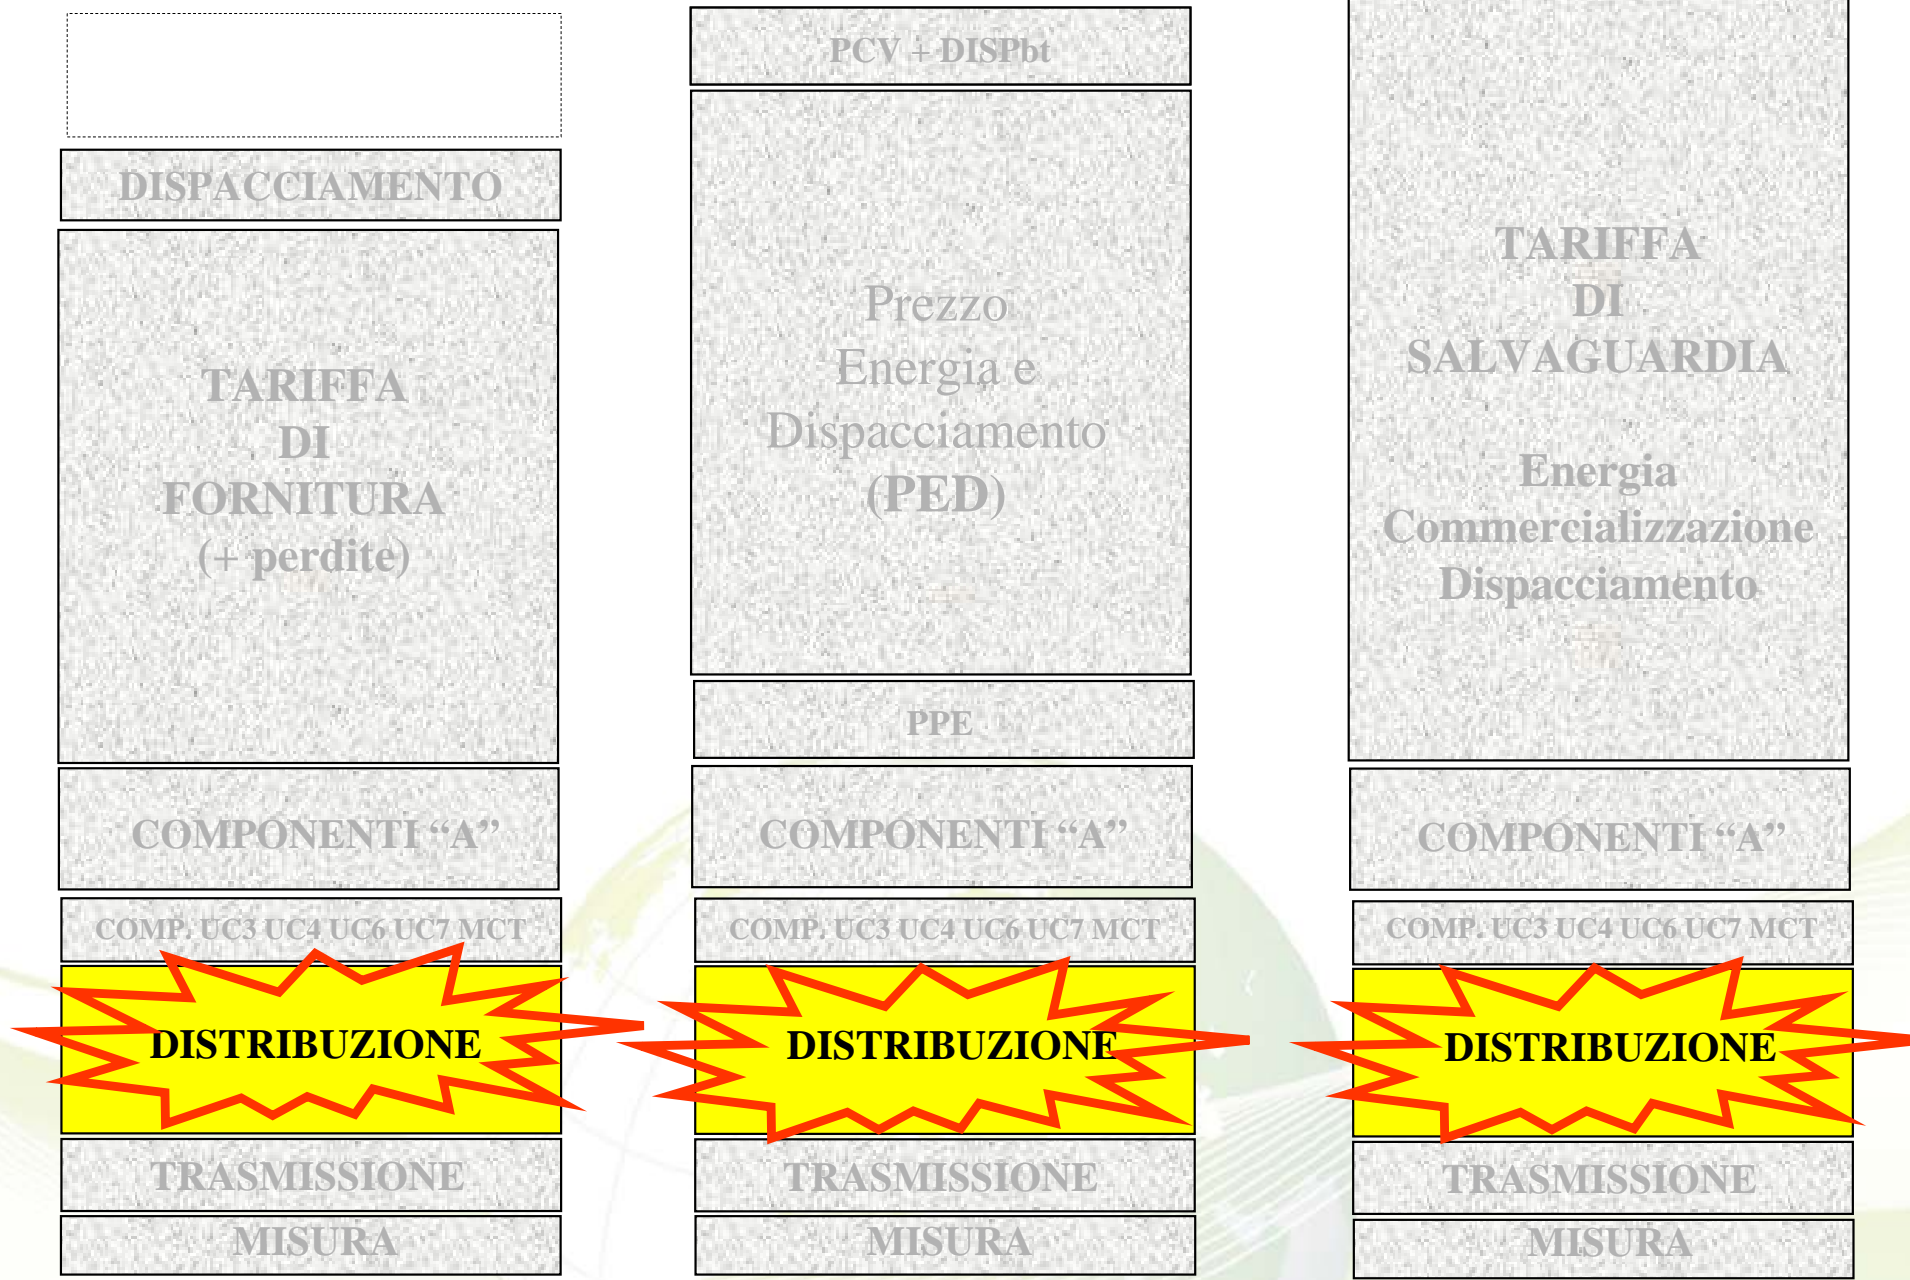 DISPACCIAMENTO
TARIFFA
DI
FORNITURA
(+ perdite)
COMPONENTI “A”
COMP. UC3 UC4 UC6 UC7 MCT
DISTRIBUZIONE
TRASMISSIONE
MISURA
PCV + DISPbt
Prezzo
Energia e
Dispacciamento
(PED)
PPE
COMPONENTI “A”
COMP. UC3 UC4 UC6 UC7 MCT
DISTRIBUZIONE
TRASMISSIONE
MISURA
TARIFFA
DI
SALVAGUARDIA
Energia
Commercializzazione
Dispacciamento
COMPONENTI “A”
COMP. UC3 UC4 UC6 UC7 MCT
DISTRIBUZIONE
TRASMISSIONE
MISURA